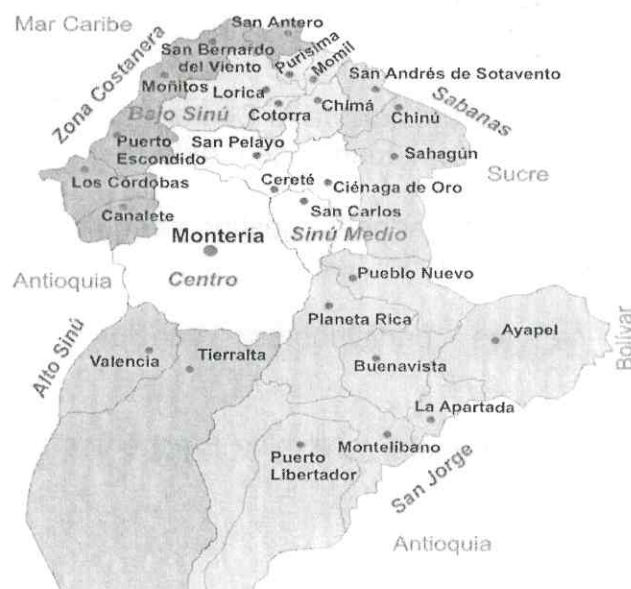 San Antero
Mar Caribe
San Bernardo
del Viento
Purísima
Momil
Zona Costanera
Moñitos
Lorica
San Andrés de Sotavento
Sabanas
Bajo Sinú
Cotorra
Chimá
Chinú
Puerto
Escondido
San Pelayo
Sahagún
Los Córdobas
Cereté
Ciénaga de Oro
Sucre
Canalete
San Carlos
Montería
Sinú Medio
Antioquia
Centro
Pueblo Nuevo
Planeta Rica
Ayapel
Bolívar
Alto Sinú
Valencia
Tierralta
Buenavista
La Apartada
Puerto
Libertador
Montelibano
San Jorge
Antioquia